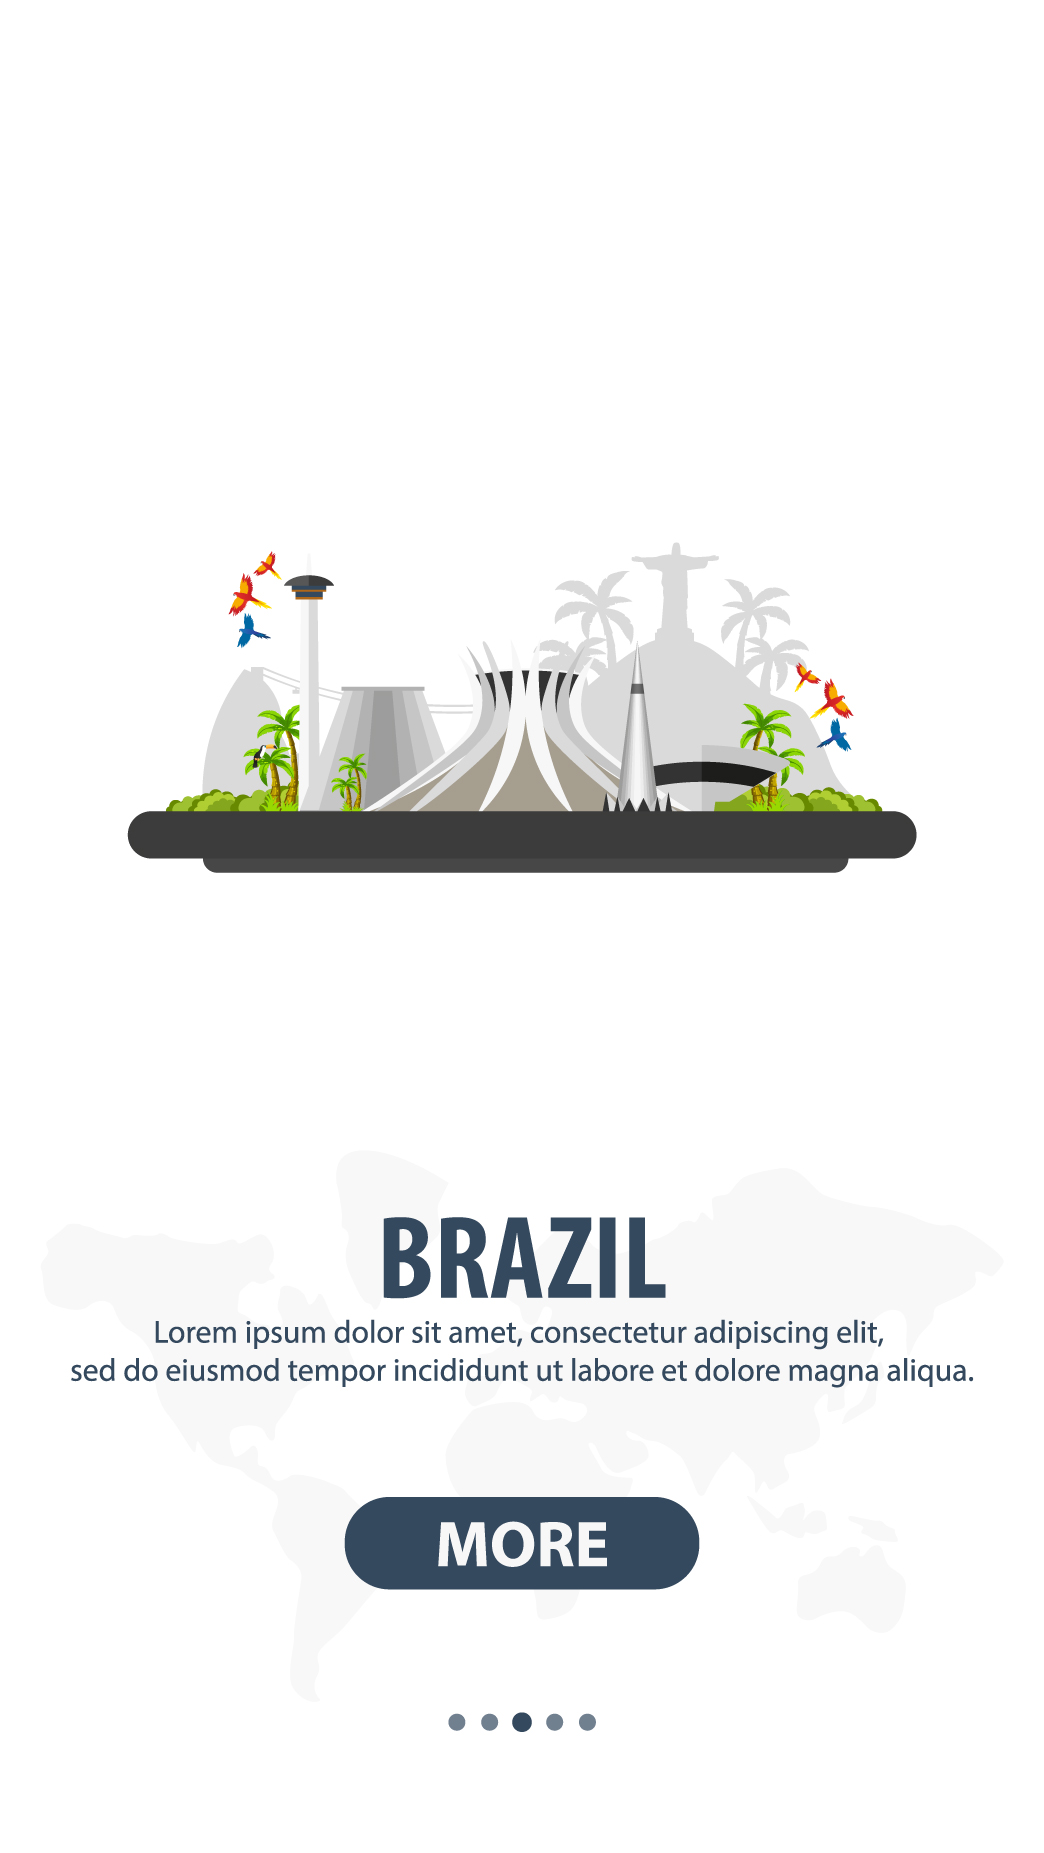 BRAZIL
Lorem ipsum dolor sit amet, consectetur adipiscing elit,
sed do eiusmod tempor incididunt ut labore et dolore magna aliqua.
MORE